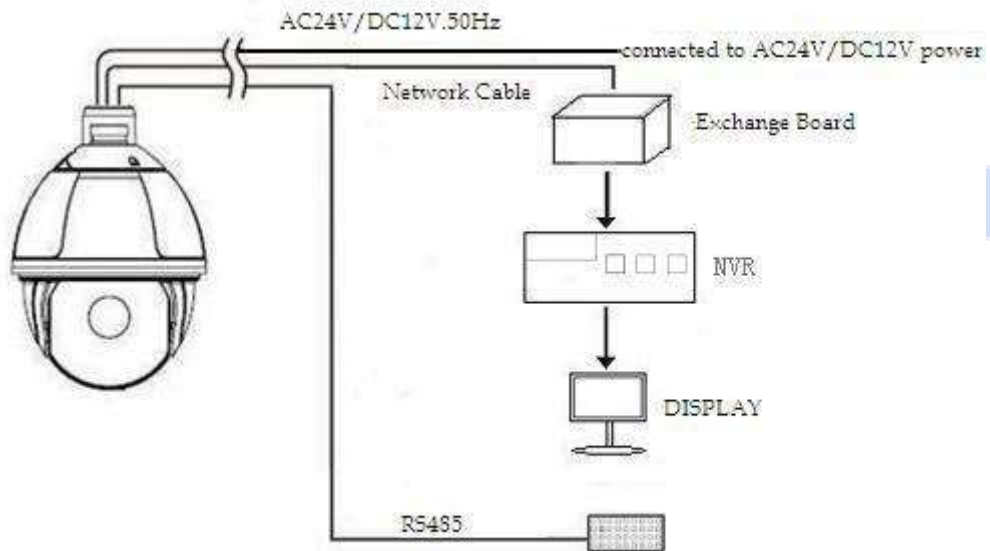 AC24V/DC12V.50Hz
connected to AC24V/DC12V power
Network Cable
Exchange Board
NVR
DISPLAY
RS485